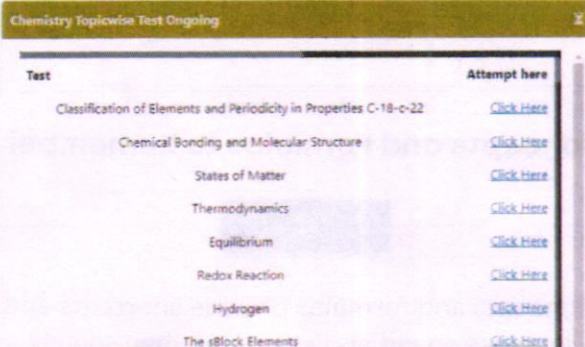 Chemistry Topicwise Test Ongoing
Test Attempt here
Classification of Elements and Periodicity in Properties C-18-c-22 Click Here
Chemical Bonding and Molecular Structure Click Here
States of Matter Click Here
Thermodynamics Click Here
Equilibrium Click Here
Redox Reaction Click Here
Hydrogen Click Here
The sBlock Elements Click Here